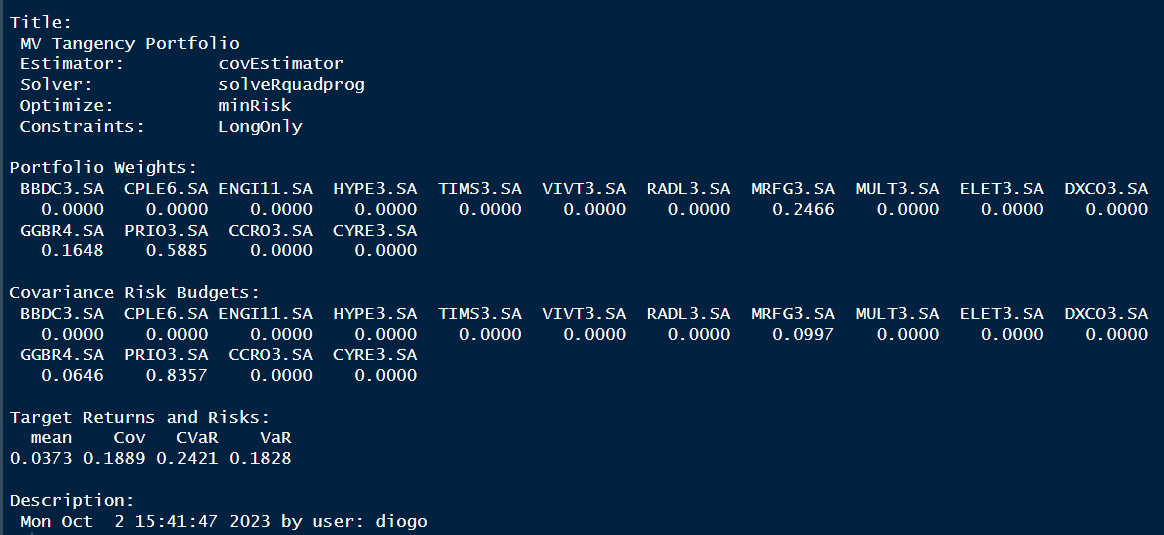 Title:
MV Tangency Portfolio
Estimator: covEstimator
Solver: solveRquadprog
Optimize: minRisk
Constraints: LongOnly
Portfolio Weights:
BBDC3.SA CPLE6.SA ENGI11.SA HYPE3.SA TIMS3.SA VIVT3.SA RADL3.SA MRFG3.SA MULT3.SA ELET3.SA DXCO3.SA
0.0000 0.0000 0.0000 0.0000 0.0000 0.0000 0.0000 0.2466 0.0000 0.0000 0.0000
GGBR4.SA PRIO3.SA CCRO3.SA CYRE3.SA
0.1648 0.5885 0.0000 0.0000
Covariance Risk Budgets:
BBDC3.SA CPLE6.SA ENGI11.SA HYPE3.SA TIMS3.SA VIVT3.SA RADL3.SA MRFG3.SA MULT3.SA ELET3.SA DXCO3.SA
0.0000 0.0000 0.0000 0.0000 0.0000 0.0000 0.0000 0.0997 0.0000 0.0000 0.0000
GGBR4.SA PRIO3.SA CCRO3.SA CYRE3.SA
0.0646 0.8357 0.0000 0.0000
Target Returns and Risks:
mean Cov CVaR VaR
0.0373 0.1889 0.2421 0.1828
Description:
Mon Oct 2 15:41:47 2023 by user: diogo